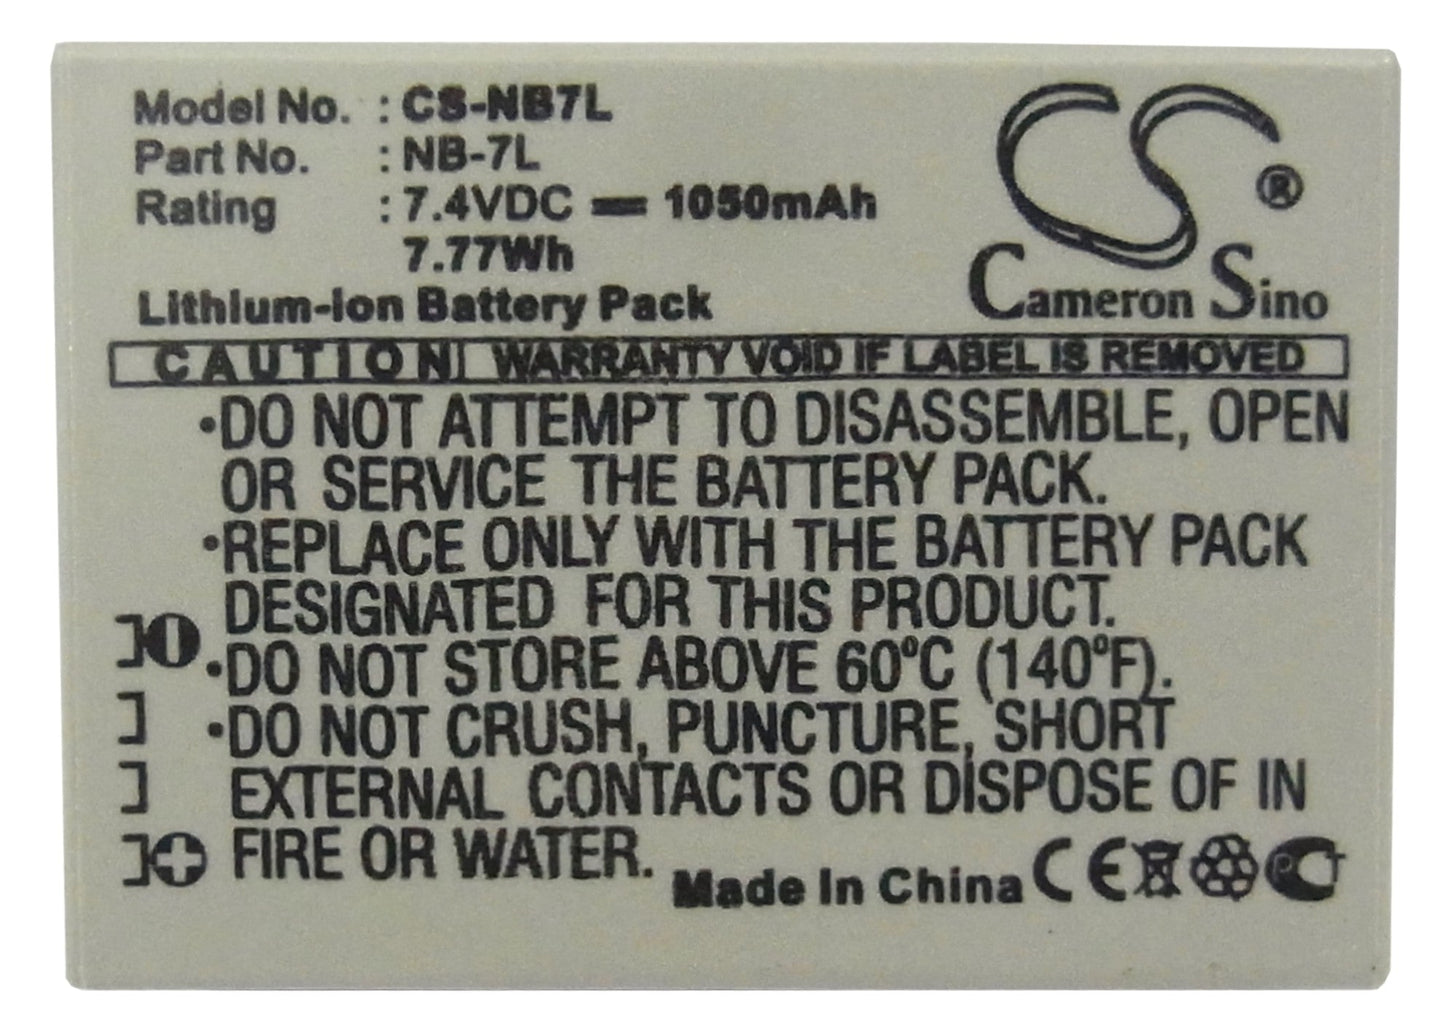 Model No. : CS-NB7L
Part No. : NB-7L
Rating : 7.4VDC ⎓ 1050mAh
7.77Wh
Lithium-Ion Battery Pack
CS ®
Cameron Sino
CAUTION! WARRANTY VOID IF LABEL IS REMOVED
•DO NOT ATTEMPT TO DISASSEMBLE, OPEN
OR SERVICE THE BATTERY PACK.
•REPLACE ONLY WITH THE BATTERY PACK
DESIGNATED FOR THIS PRODUCT.
•DO NOT STORE ABOVE 60°C (140°F).
•DO NOT CRUSH, PUNCTURE, SHORT
EXTERNAL CONTACTS OR DISPOSE OF IN
FIRE OR WATER.
Made In China CE PCT